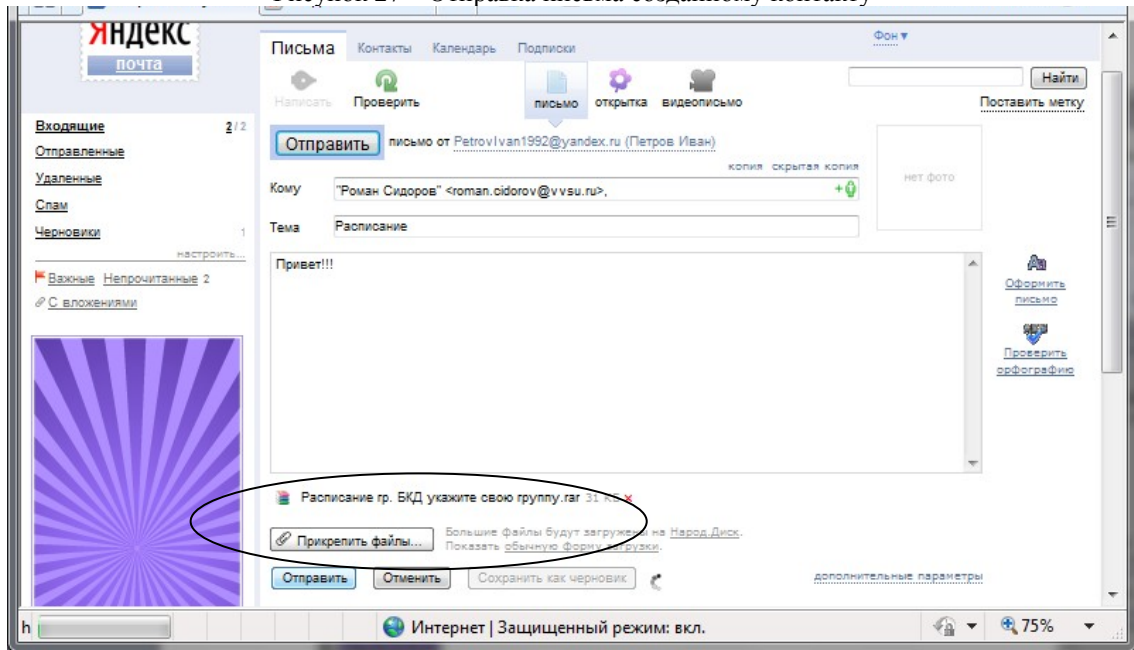 Яндекс
почта
Письма Контакты Календарь Подписки
Фон
Написать Проверить письмо открытка видеописьмо
Найти
Поставить метку
Входящие 2/2
Отправленные
Удаленные
Спам
Черновики 1
настроить...
Важные Непрочитанные 2
С вложениями
Отправить письмо от PetrovIvan1992@yandex.ru (Петров Иван)
копия скрытая копия
Кому "Роман Сидоров" <roman.cidorov@vvsu.ru>,
нет фото
Тема Расписание
Привет!!!
Оформить
письмо
Проверить
орфографию
Расписание гр. БКД укажите свою группу.rar 31 КБ
Прикрепить файлы...
Большие файлы будут загружены на Народ.Диск.
Показать обычную форму загрузки.
Отправить Отменить Сохранить как черновик
дополнительные параметры
h Интернет | Защищенный режим: вкл. 75%